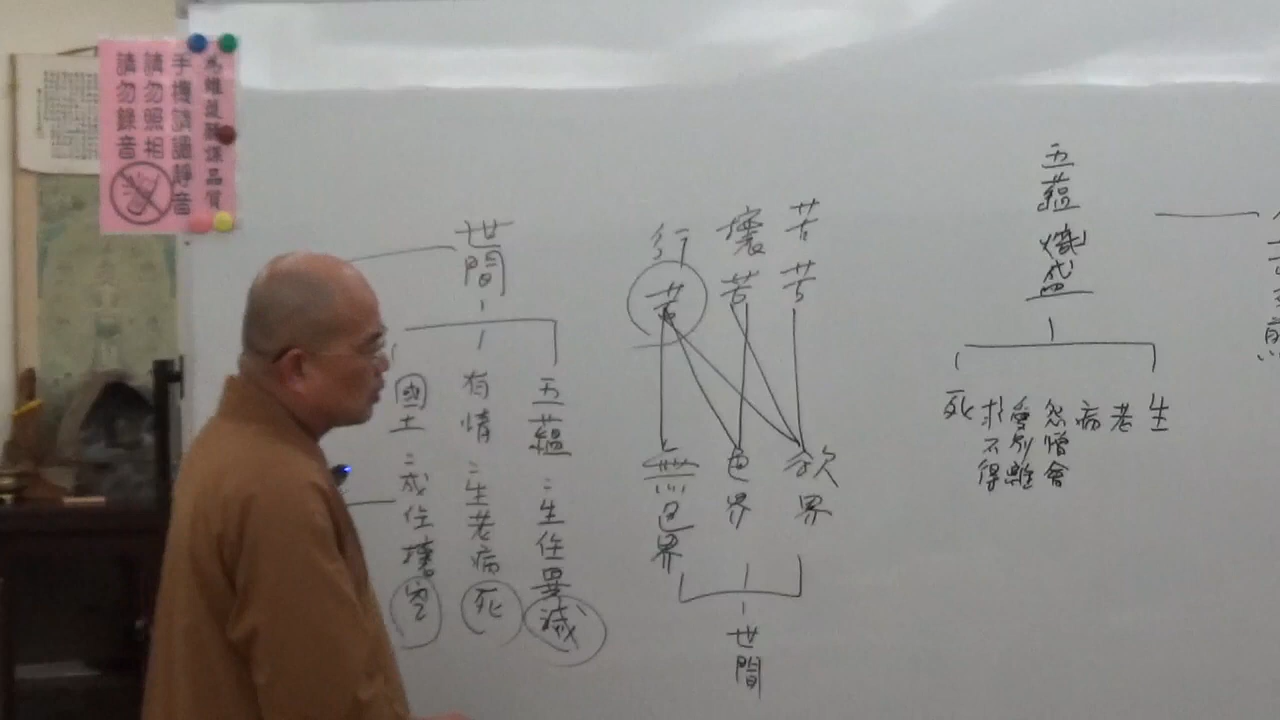 五蘊熾盛
生
老
病
怨憎會
愛別離
求不得
死
苦苦
壞苦
行苦
欲界
色界
無色界
世間
世間
五蘊：生住異滅
有情：生老病死
國土：成住壞空
為維護聽課品質
手機請調靜音
請勿照相
請勿錄音